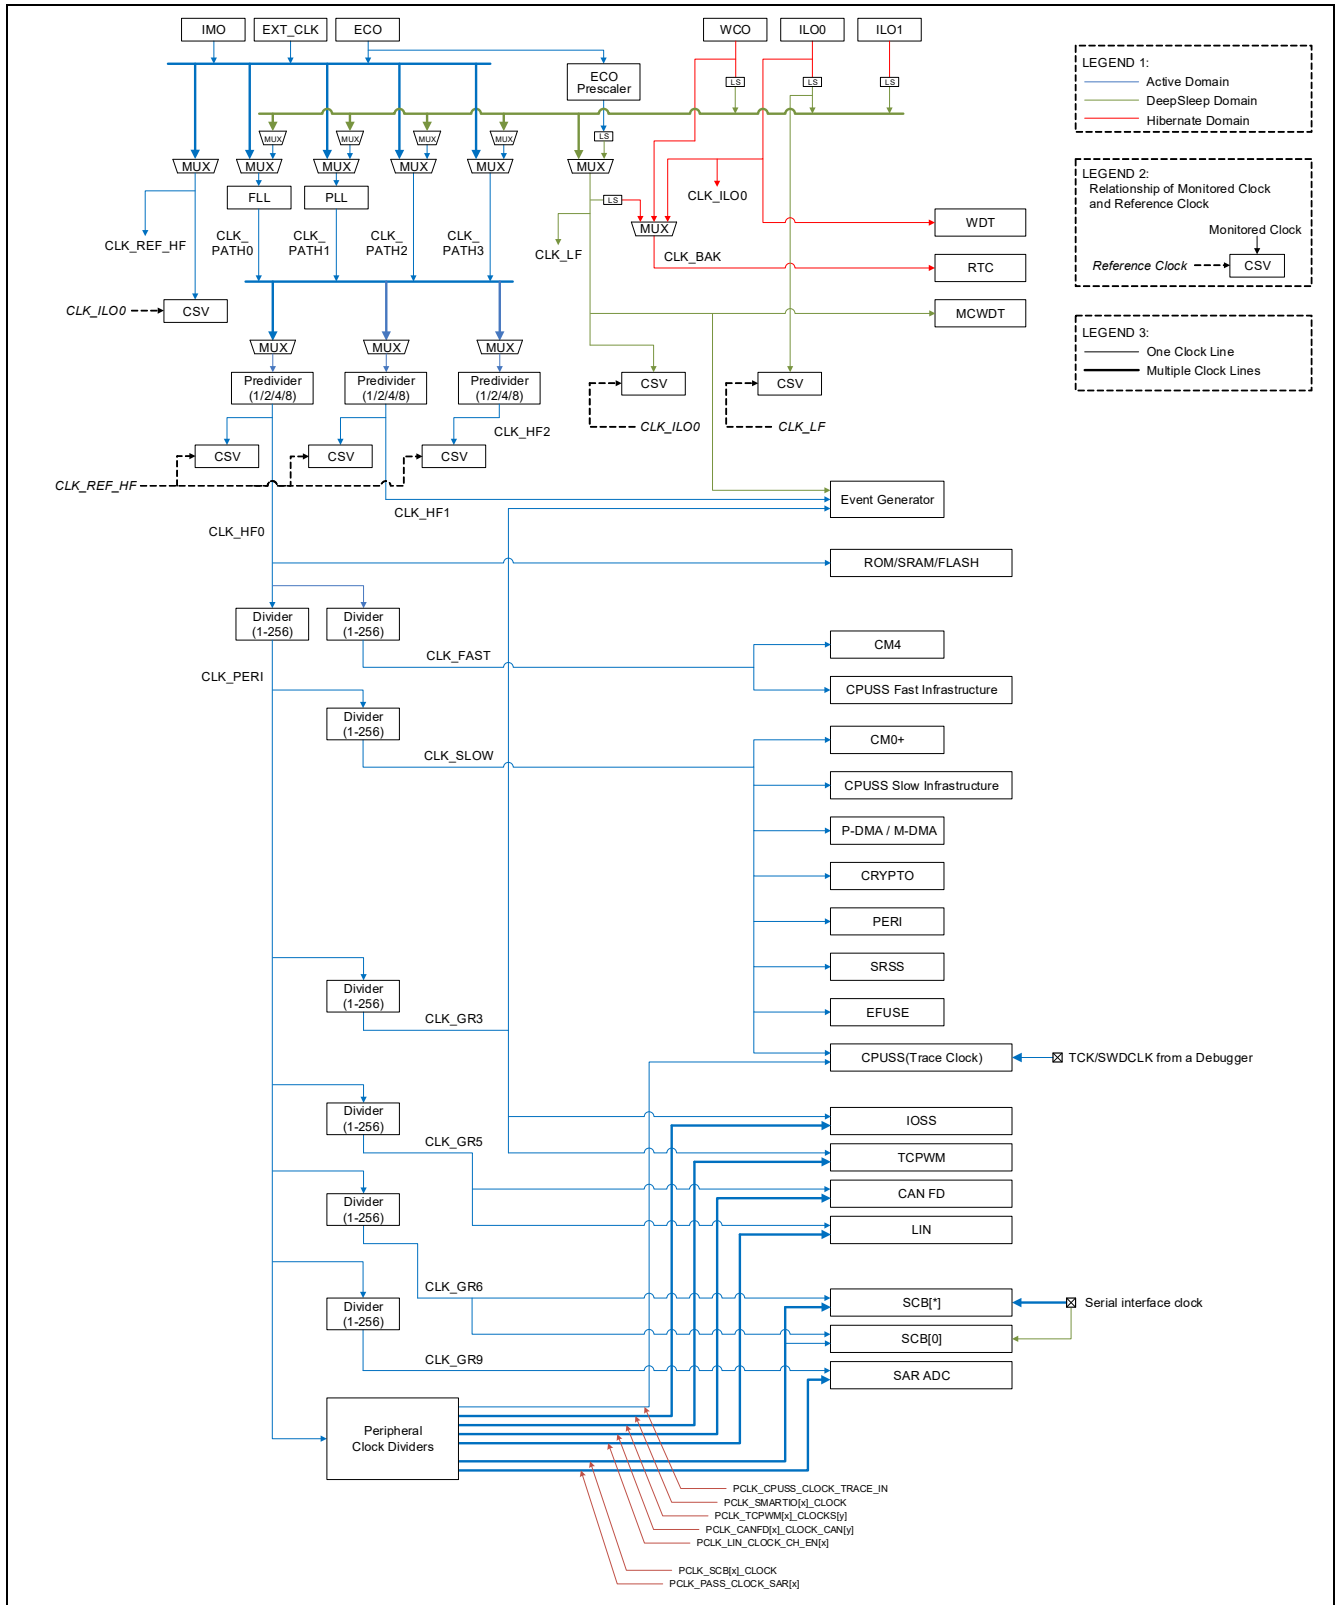 IMO
EXT_CLK
ECO
WCO
ILO0
ILO1
LEGEND 1:
Active Domain
DeepSleep Domain
Hibernate Domain
ECO
Prescaler
LS
LS
LS
LS
MUX
MUX
MUX
MUX
MUX
MUX
MUX
MUX
MUX
MUX
LEGEND 2:
Relationship of Monitored Clock
and Reference Clock
Monitored Clock
Reference Clock
CSV
FLL
PLL
LS
CLK_ILO0
MUX
WDT
CLK_REF_HF
CLK_
PATH0
CLK_
PATH1
CLK_
PATH2
CLK_
PATH3
CLK_LF
CLK_BAK
RTC
CLK_ILO0
CSV
MCWDT
LEGEND 3:
One Clock Line
Multiple Clock Lines
MUX
MUX
MUX
Predivider
(1/2/4/8)
Predivider
(1/2/4/8)
Predivider
(1/2/4/8)
CSV
CSV
CLK_HF2
CLK_ILO0
CLK_LF
CSV
CSV
CSV
CLK_REF_HF
CLK_HF1
Event Generator
CLK_HF0
ROM/SRAM/FLASH
Divider
(1-256)
Divider
(1-256)
CM4
CLK_FAST
CLK_PERI
CPUSS Fast Infrastructure
Divider
(1-256)
CM0+
CLK_SLOW
CPUSS Slow Infrastructure
P-DMA / M-DMA
CRYPTO
PERI
SRSS
Divider
(1-256)
EFUSE
CLK_GR3
CPUSS(Trace Clock)
TCK/SWDCLK from a Debugger
Divider
(1-256)
IOSS
CLK_GR5
TCPWM
Divider
(1-256)
CAN FD
LIN
CLK_GR6
Divider
(1-256)
SCB[*]
Serial interface clock
SCB[0]
CLK_GR9
SAR ADC
Peripheral
Clock Dividers
PCLK_CPUSS_CLOCK_TRACE_IN
PCLK_SMARTIO[x]_CLOCK
PCLK_TCPWM[x]_CLOCKS[y]
PCLK_CANFD[x]_CLOCK_CAN[y]
PCLK_LIN_CLOCK_CH_EN[x]
PCLK_SCB[x]_CLOCK
PCLK_PASS_CLOCK_SAR[x]